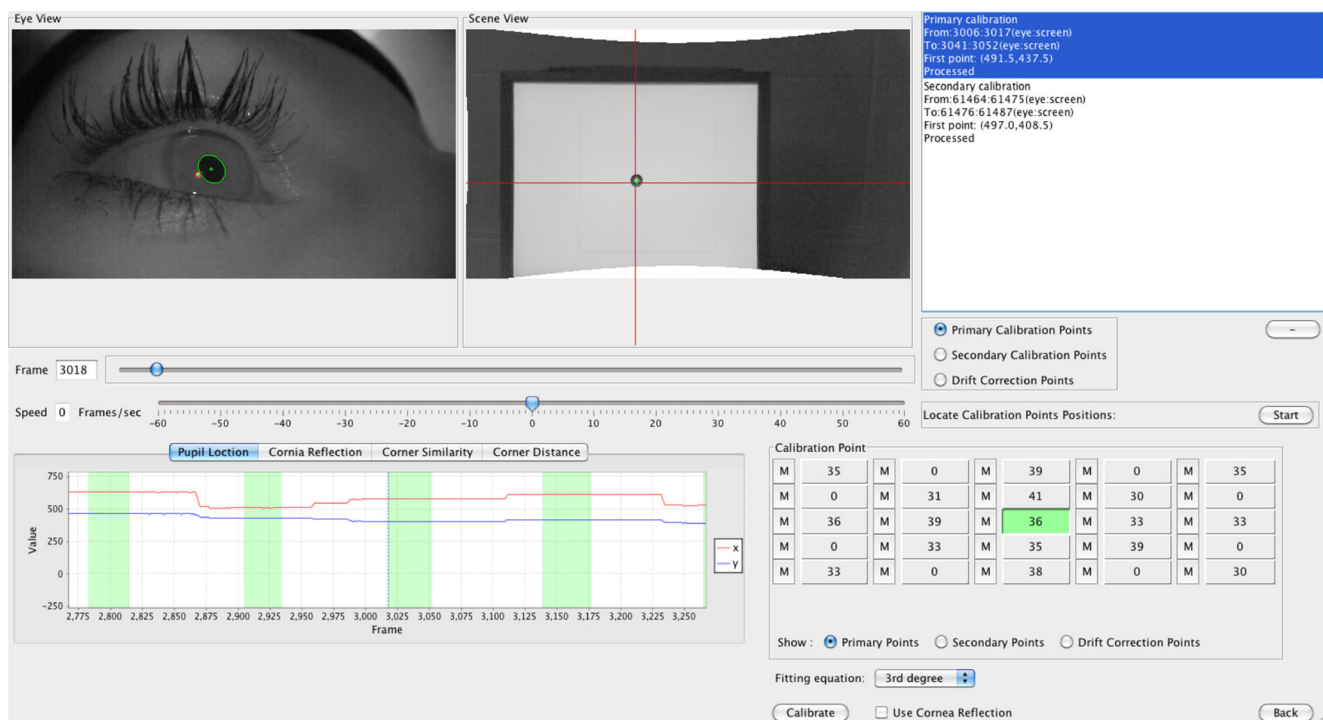 Eye View
Scene View
Primary calibration
From:3006:3017(eye:screen)
To:3041:3052(eye:screen)
First point: (491.5,437.5)
Processed
Secondary calibration
From:61464:61475(eye:screen)
To:61476:61487(eye:screen)
First point: (497.0,408.5)
Processed
Primary Calibration Points
–
Secondary Calibration Points
Drift Correction Points
Frame 3018
Speed 0 Frames/sec
-60 -50 -40 -30 -20 -10 0 10 20 30 40 50 60
Locate Calibration Points Positions: Start
Pupil Loction Cornia Reflection Corner Similarity Corner Distance
750
500
250
0
-250
Value
2,775 2,800 2,825 2,850 2,875 2,900 2,925 2,950 2,975 3,000 3,025 3,050 3,075 3,100 3,125 3,150 3,175 3,200 3,225 3,250
Frame
x
y
Calibration Point
M 35 M 0 M 39 M 0 M 35
M 0 M 31 M 41 M 30 M 0
M 36 M 39 M 36 M 33 M 33
M 0 M 33 M 35 M 39 M 0
M 33 M 0 M 38 M 0 M 30
Show : Primary Points Secondary Points Drift Correction Points
Fitting equation: 3rd degree
Calibrate Use Cornea Reflection Back